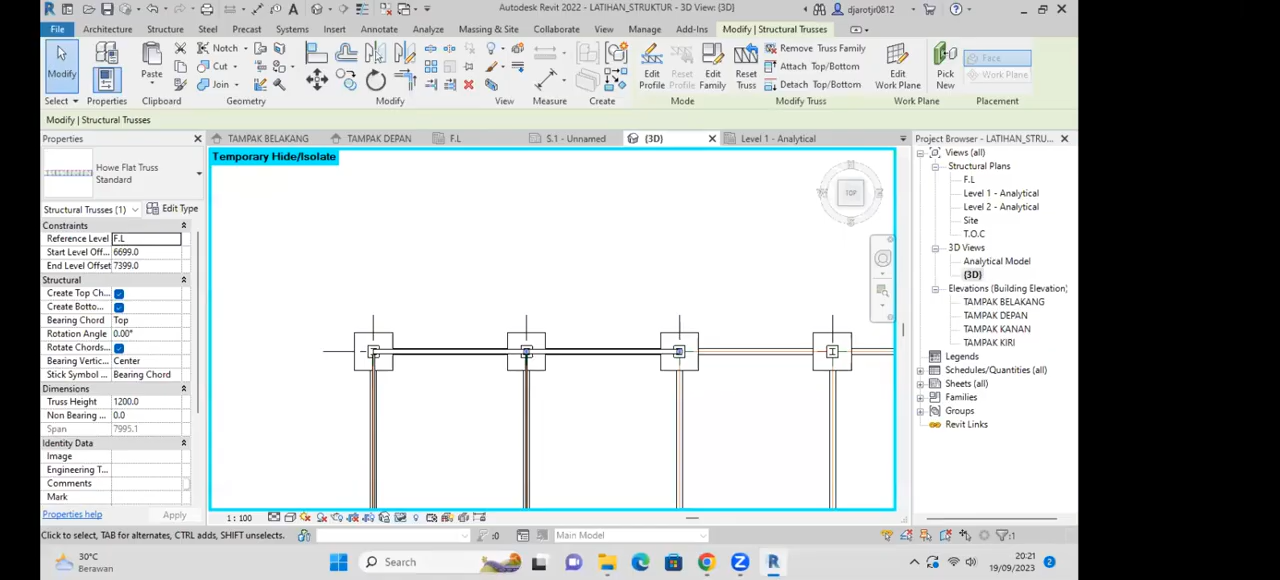 Autodesk Revit 2022 - LATIHAN_STRUKTUR - 3D View: {3D}
djarotjr0812
File Architecture Structure Steel Precast Systems Insert Annotate Analyze Massing & Site Collaborate View Manage Add-Ins Modify | Structural Trusses
Modify
Select
Properties
Paste
Clipboard
Notch
Cut
Join
Geometry
Modify
View
Measure
Create
Edit Profile
Reset Profile
Edit Family
Reset Truss
Mode
Remove Truss Family
Attach Top/Bottom
Detach Top/Bottom
Modify Truss
Edit Work Plane
Work Plane
Pick New
Face
Work Plane
Placement
Modify | Structural Trusses
Properties
TAMPAK BELAKANG
TAMPAK DEPAN
F.L
S.1 - Unnamed
{3D}
Level 1 - Analytical
Project Browser - LATIHAN_STRU...
Howe Flat Truss
Standard
Structural Trusses (1)
Edit Type
Constraints
Reference Level F.L
Start Level Off... 6699.0
End Level Offset 7399.0
Structural
Create Top Ch...
Create Botto...
Bearing Chord Top
Rotation Angle 0.00°
Rotate Chords...
Bearing Vertic... Center
Stick Symbol ... Bearing Chord
Dimensions
Truss Height 1200.0
Non Bearing ... 0.0
Span 7995.1
Identity Data
Image
Engineering T...
Comments
Mark
Properties help
Apply
Temporary Hide/Isolate
TOP
1 : 100
Views (all)
Structural Plans
F.L
Level 1 - Analytical
Level 2 - Analytical
Site
T.O.C
3D Views
Analytical Model
{3D}
Elevations (Building Elevation)
TAMPAK BELAKANG
TAMPAK DEPAN
TAMPAK KANAN
TAMPAK KIRI
Legends
Schedules/Quantities (all)
Sheets (all)
Families
Groups
Revit Links
Click to select, TAB for alternates, CTRL adds, SHIFT unselects.
:0
Main Model
:1
30°C
Berawan
Search
20:21
19/09/2023
2